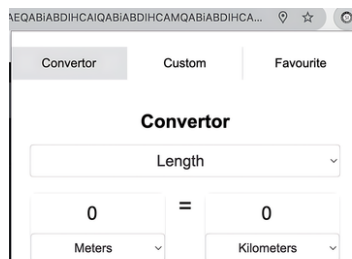 AEQABiABDIHCAIQABiABDIHCAMQABiABDIHCA...
Convertor Custom Favourite
Convertor
Length
0 = 0
Meters Kilometers